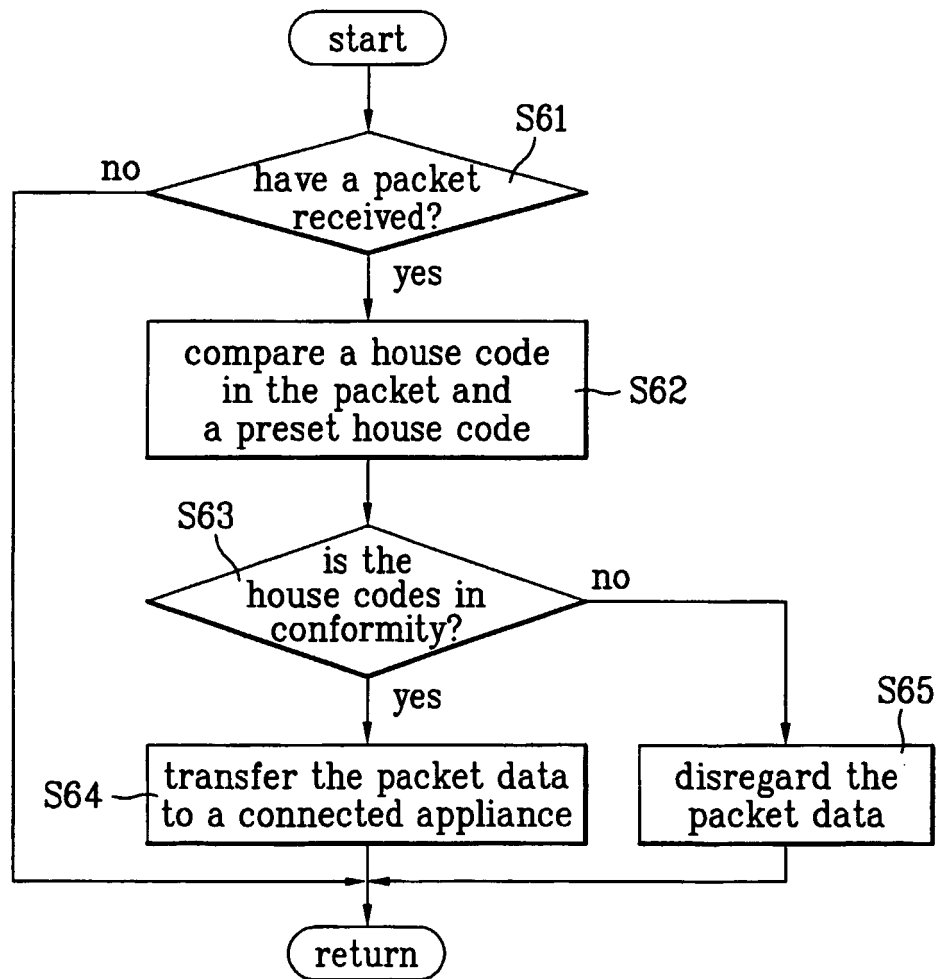 start
S61
no
have a packet
received?
yes
compare a house code
in the packet and
a preset house code
S62
S63
is the
house codes in
conformity?
no
yes
S65
S64
transfer the packet data
to a connected appliance
disregard the
packet data
return